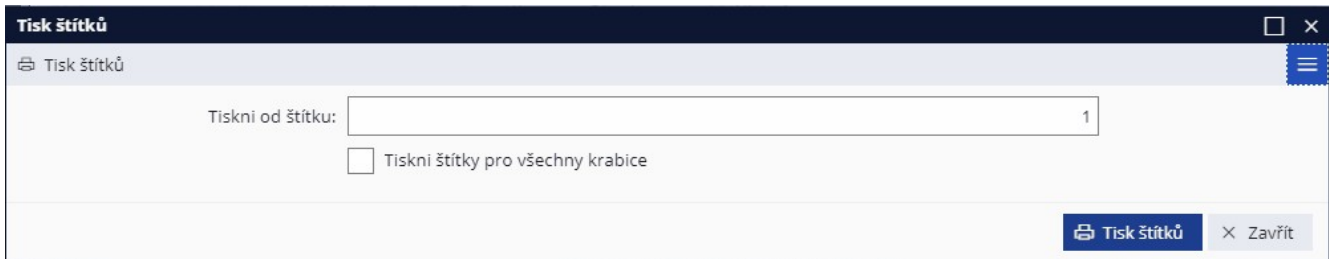 Tisk štítků
Tisk štítků
Tiskni od štítku: 1
Tiskni štítky pro všechny krabice
Tisk štítků Zavřít